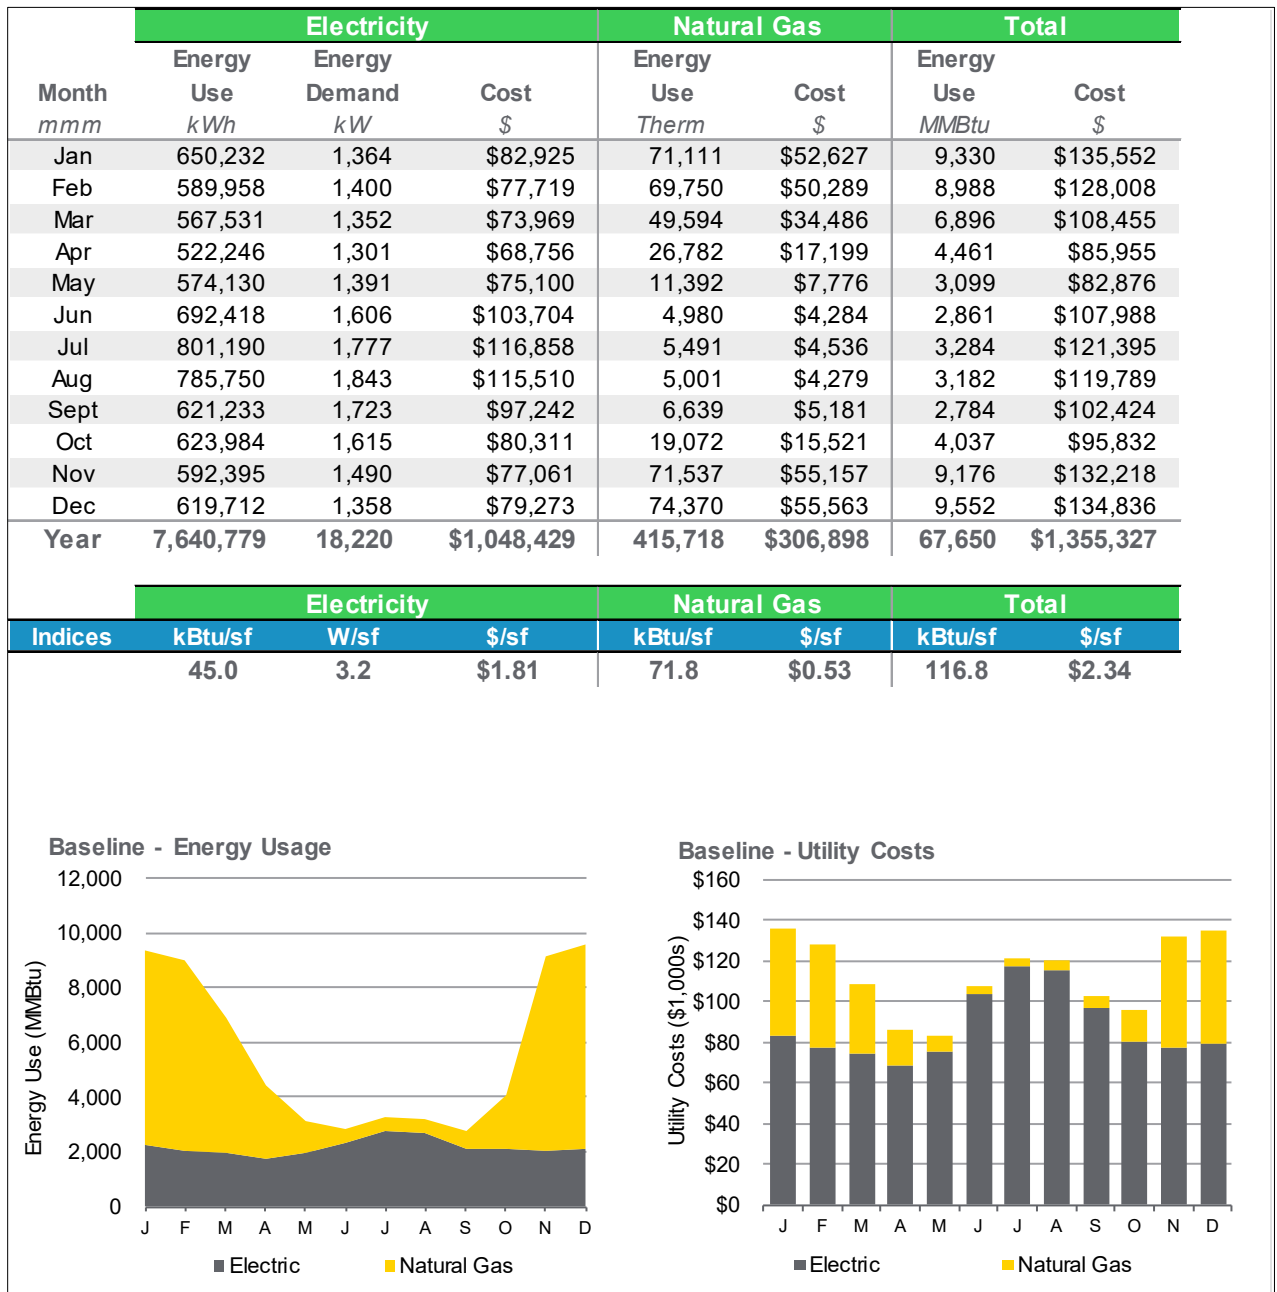 Electricity Natural Gas Total
Energy Energy Energy Energy
Month Use Demand Cost Use Cost Use Cost
mmm kWh kW $ Therm $ MMBtu $
Jan 650,232 1,364 $82,925 71,111 $52,627 9,330 $135,552
Feb 589,958 1,400 $77,719 69,750 $50,289 8,988 $128,008
Mar 567,531 1,352 $73,969 49,594 $34,486 6,896 $108,455
Apr 522,246 1,301 $68,756 26,782 $17,199 4,461 $85,955
May 574,130 1,391 $75,100 11,392 $7,776 3,099 $82,876
Jun 692,418 1,606 $103,704 4,980 $4,284 2,861 $107,988
Jul 801,190 1,777 $116,858 5,491 $4,536 3,284 $121,395
Aug 785,750 1,843 $115,510 5,001 $4,279 3,182 $119,789
Sept 621,233 1,723 $97,242 6,639 $5,181 2,784 $102,424
Oct 623,984 1,615 $80,311 19,072 $15,521 4,037 $95,832
Nov 592,395 1,490 $77,061 71,537 $55,157 9,176 $132,218
Dec 619,712 1,358 $79,273 74,370 $55,563 9,552 $134,836
Year 7,640,779 18,220 $1,048,429 415,718 $306,898 67,650 $1,355,327
Electricity Natural Gas Total
Indices kBtu/sf W/sf $/sf kBtu/sf $/sf kBtu/sf $/sf
45.0 3.2 $1.81 71.8 $0.53 116.8 $2.34
Baseline - Energy Usage
12,000
10,000
8,000
6,000
4,000
2,000
0
Energy Use (MMBtu)
J F M A M J J A S O N D
Electric Natural Gas
Baseline - Utility Costs
$160
$140
$120
$100
$80
$60
$40
$20
$0
Utility Costs ($1,000s)
J F M A M J J A S O N D
Electric Natural Gas